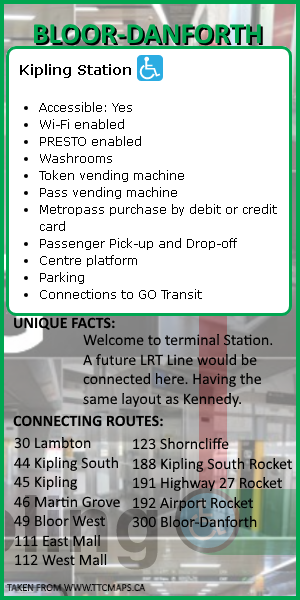 BLOOR-DANFORTH
Kipling Station
• Accessible: Yes
• Wi-Fi enabled
• PRESTO enabled
• Washrooms
• Token vending machine
• Pass vending machine
• Metropass purchase by debit or credit
card
• Passenger Pick-up and Drop-off
• Centre platform
• Parking
• Connections to GO Transit
UNIQUE FACTS:
Welcome to terminal Station.
A future LRT Line would be
connected here. Having the
same layout as Kennedy.
CONNECTING ROUTES:
30 Lambton
44 Kipling South
45 Kipling
46 Martin Grove
49 Bloor West
111 East Mall
112 West Mall
123 Shorncliffe
188 Kipling South Rocket
191 Highway 27 Rocket
192 Airport Rocket
300 Bloor-Danforth
TAKEN FROM WWW.TTCMAPS.CA